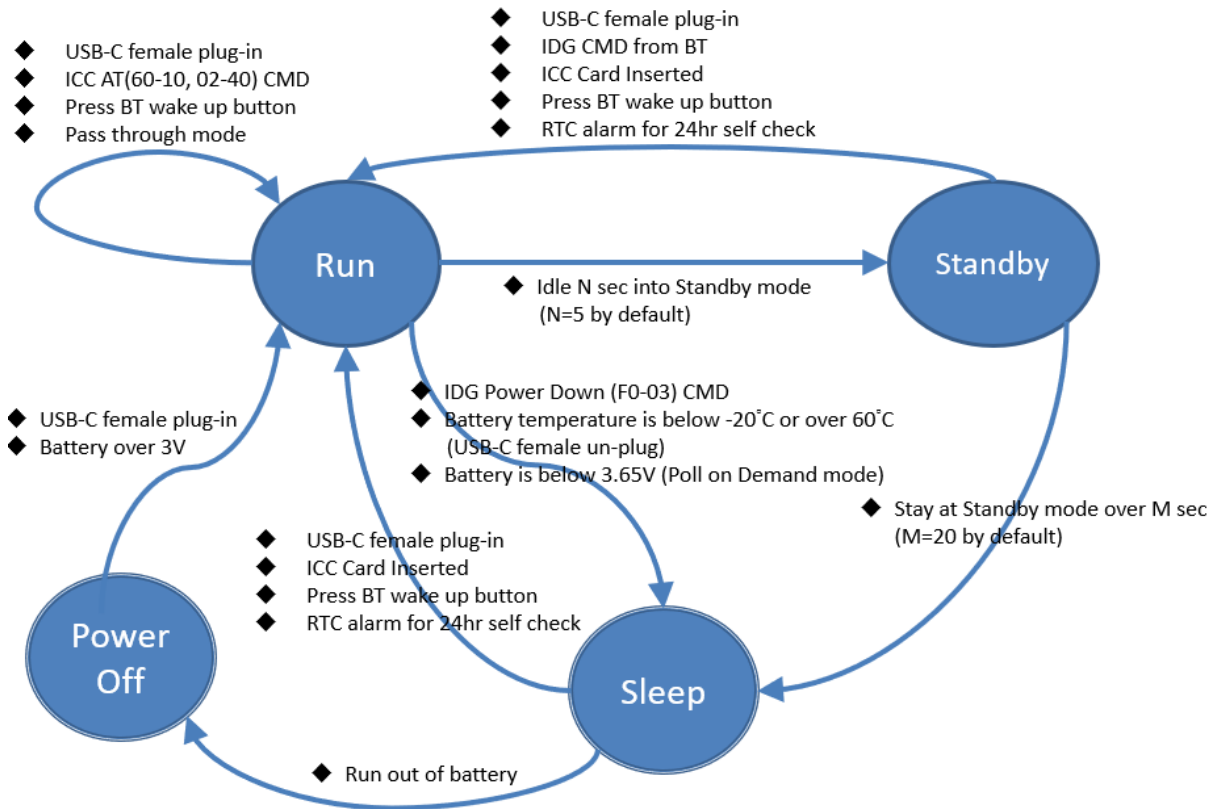 ◆ USB-C female plug-in
◆ ICC AT(60-10, 02-40) CMD
◆ Press BT wake up button
◆ Pass through mode
◆ USB-C female plug-in
◆ IDG CMD from BT
◆ ICC Card Inserted
◆ Press BT wake up button
◆ RTC alarm for 24hr self check
Run
Standby
◆ Idle N sec into Standby mode
(N=5 by default)
◆ IDG Power Down (F0-03) CMD
◆ Battery temperature is below -20˚C or over 60˚C
(USB-C female un-plug)
◆ Battery is below 3.65V (Poll on Demand mode)
◆ USB-C female plug-in
◆ Battery over 3V
◆ Stay at Standby mode over M sec
(M=20 by default)
◆ USB-C female plug-in
◆ ICC Card Inserted
◆ Press BT wake up button
◆ RTC alarm for 24hr self check
Power
Off
Sleep
◆ Run out of battery